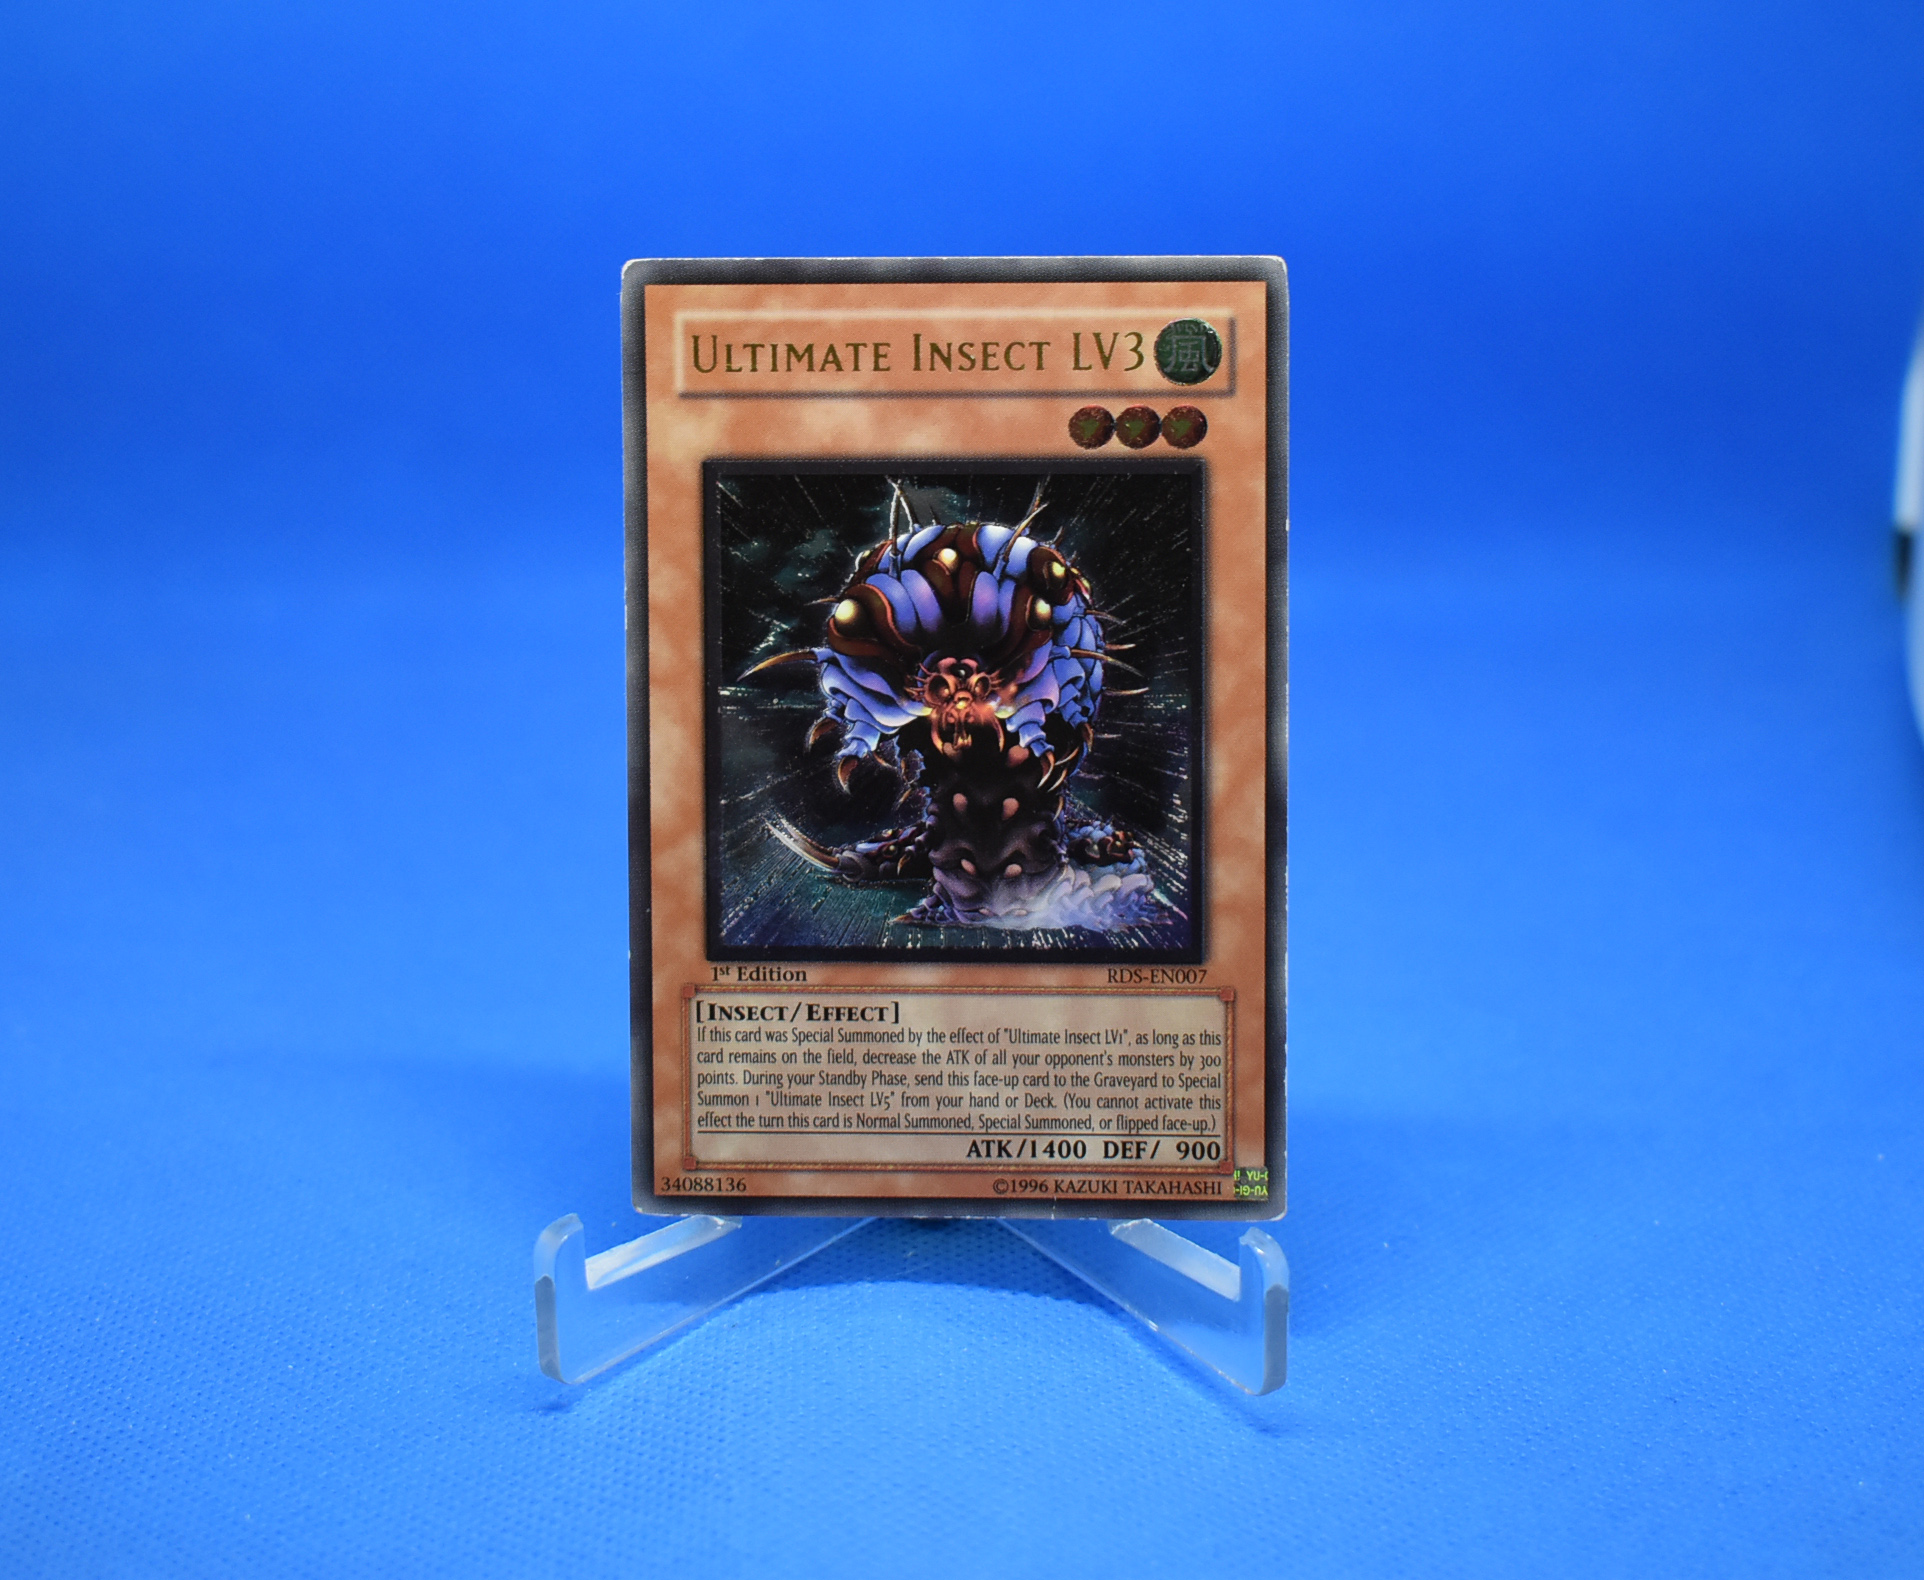 ULTIMATE INSECT LV3
WIND
風
1st Edition
RDS-EN007
[INSECT/EFFECT]
If this card was Special Summoned by the effect of "Ultimate Insect LV1", as long as this
card remains on the field, decrease the ATK of all your opponent's monsters by 300
points. During your Standby Phase, send this face-up card to the Graveyard to Special
Summon 1 "Ultimate Insect LV5" from your hand or Deck. (You cannot activate this
effect the turn this card is Normal Summoned, Special Summoned, or flipped face-up.)
ATK/1400 DEF/ 900
34088136
©1996 KAZUKI TAKAHASHI